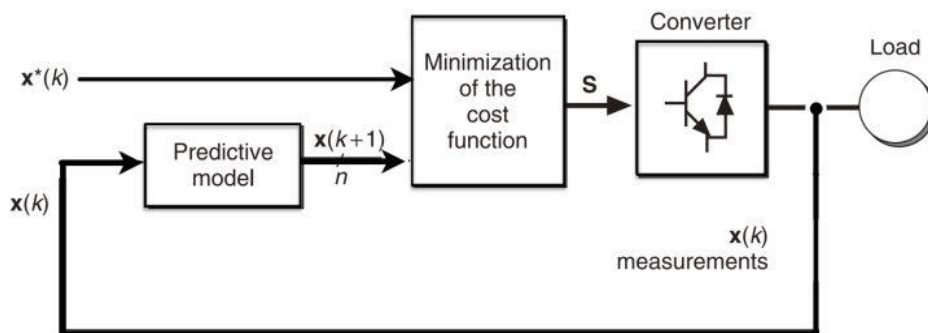 Converter
Load
Minimization
of the
cost
function
x*(k)
S
x(k+1)
n
Predictive
model
x(k)
x(k)
measurements